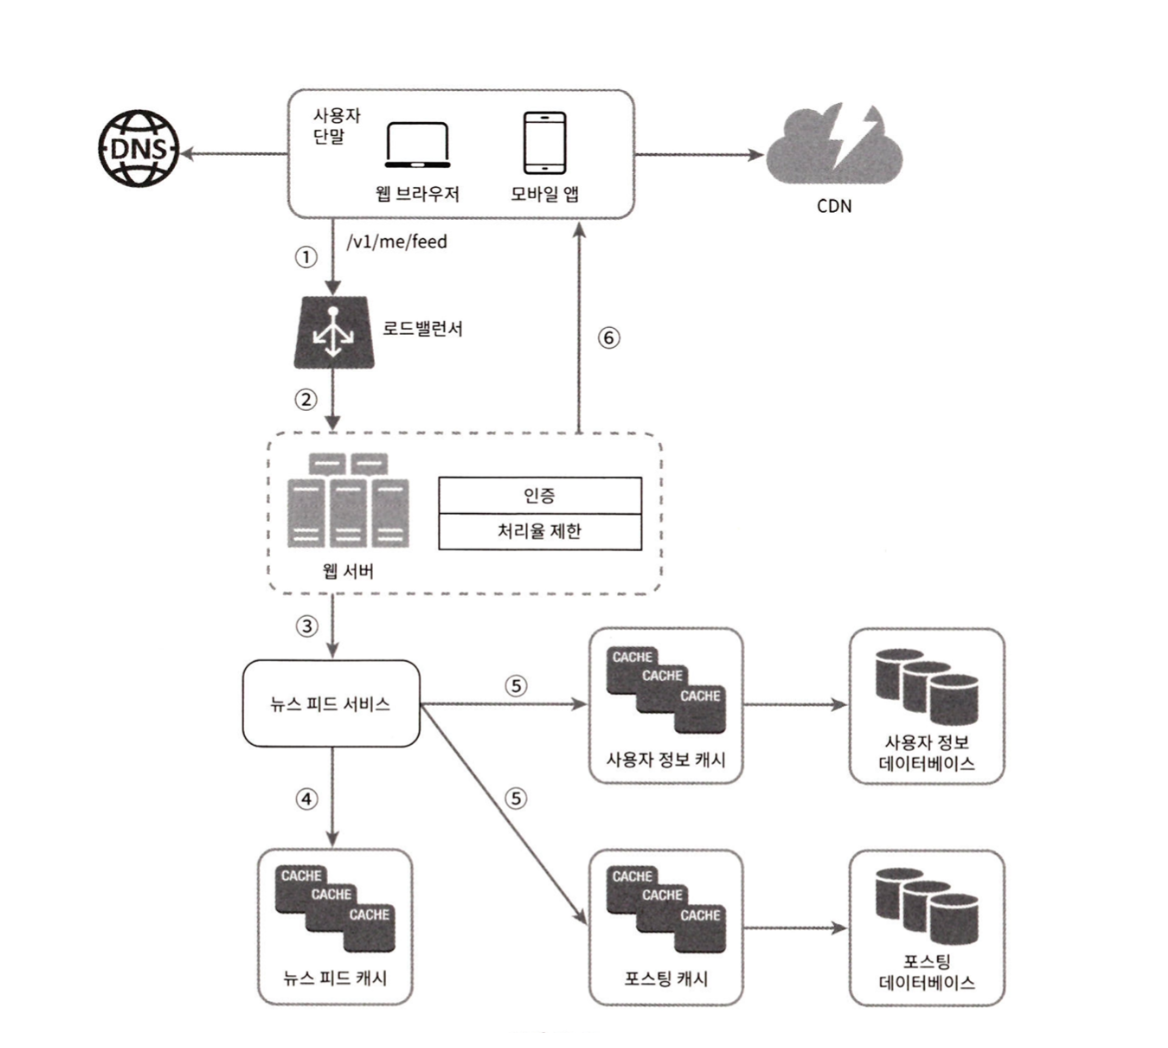 사용자
단말
DNS
웹 브라우저
모바일 앱
CDN
①
/v1/me/feed
로드밸런서
⑥
②
인증
처리율 제한
웹 서버
③
뉴스 피드 서비스
⑤
CACHE
CACHE
CACHE
사용자 정보 캐시
사용자 정보
데이터베이스
④
⑤
CACHE
CACHE
CACHE
뉴스 피드 캐시
CACHE
CACHE
CACHE
포스팅 캐시
포스팅
데이터베이스